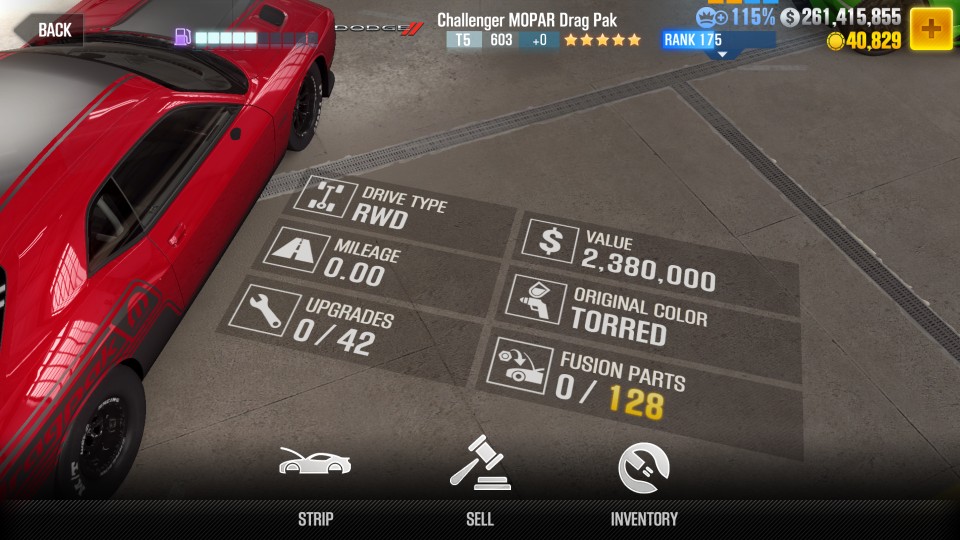 BACK
DODGE
Challenger MOPAR Drag Pak
T5 603 +0
RANK 175
115%
$ 261,415,855
40,829
DRIVE TYPE
RWD
MILEAGE
0.00
UPGRADES
0 / 42
$ VALUE
2,380,000
ORIGINAL COLOR
TORRED
FUSION PARTS
0 / 128
STRIP
SELL
INVENTORY